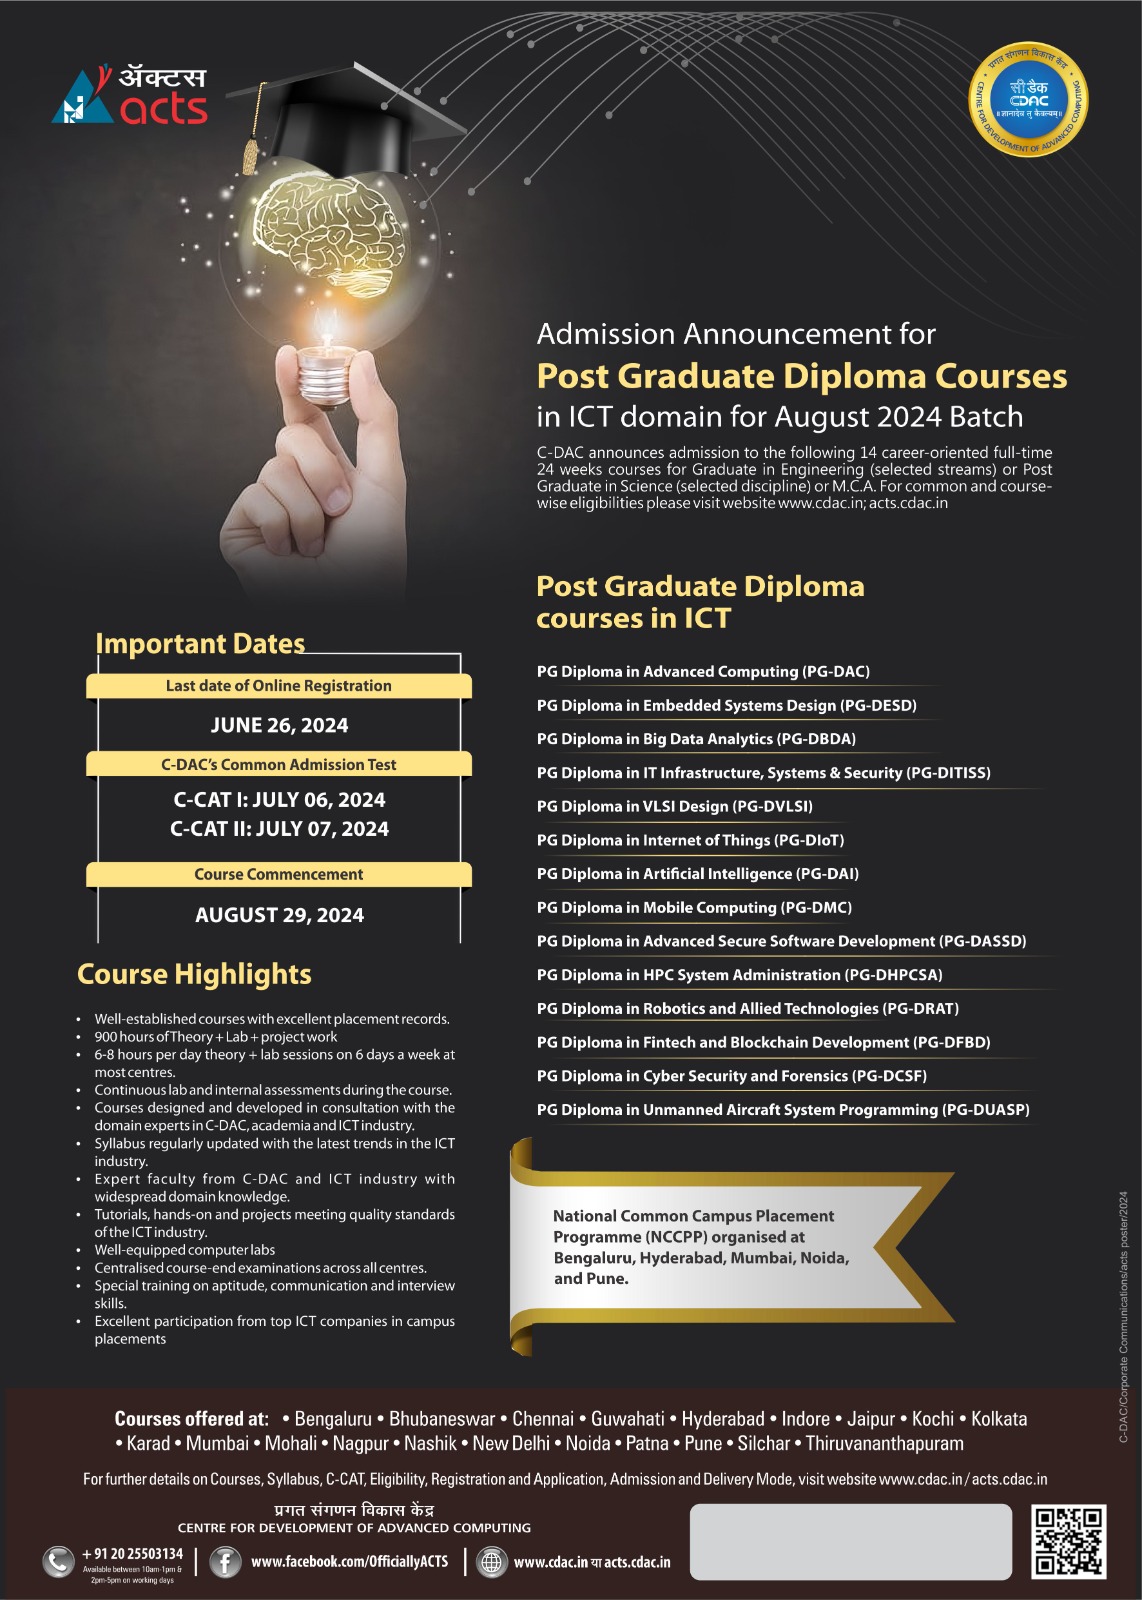 ॲक्टस
acts
प्रगत संगणन विकास केंद्र
सी डैक
CDAC
॥ज्ञानादेव तु कैवल्यम्॥
CENTRE FOR DEVELOPMENT OF ADVANCED COMPUTING
Admission Announcement for
Post Graduate Diploma Courses
in ICT domain for August 2024 Batch
C-DAC announces admission to the following 14 career-oriented full-time
24 weeks courses for Graduate in Engineering (selected streams) or Post
Graduate in Science (selected discipline) or M.C.A. For common and course-
wise eligibilities please visit website www.cdac.in; acts.cdac.in
Important Dates
Last date of Online Registration
JUNE 26, 2024
C-DAC's Common Admission Test
C-CAT I: JULY 06, 2024
C-CAT II: JULY 07, 2024
Course Commencement
AUGUST 29, 2024
Course Highlights
• Well-established courses with excellent placement records.
• 900 hours of Theory + Lab + project work
• 6-8 hours per day theory + lab sessions on 6 days a week at
most centres.
• Continuous lab and internal assessments during the course.
• Courses designed and developed in consultation with the
domain experts in C-DAC, academia and ICT industry.
• Syllabus regularly updated with the latest trends in the ICT
industry.
• Expert faculty from C-DAC and ICT industry with
widespread domain knowledge.
• Tutorials, hands-on and projects meeting quality standards
of the ICT industry.
• Well-equipped computer labs
• Centralised course-end examinations across all centres.
• Special training on aptitude, communication and interview
skills.
• Excellent participation from top ICT companies in campus
placements
Post Graduate Diploma
courses in ICT
PG Diploma in Advanced Computing (PG-DAC)
PG Diploma in Embedded Systems Design (PG-DESD)
PG Diploma in Big Data Analytics (PG-DBDA)
PG Diploma in IT Infrastructure, Systems & Security (PG-DITISS)
PG Diploma in VLSI Design (PG-DVLSI)
PG Diploma in Internet of Things (PG-DIoT)
PG Diploma in Artificial Intelligence (PG-DAI)
PG Diploma in Mobile Computing (PG-DMC)
PG Diploma in Advanced Secure Software Development (PG-DASSD)
PG Diploma in HPC System Administration (PG-DHPCSA)
PG Diploma in Robotics and Allied Technologies (PG-DRAT)
PG Diploma in Fintech and Blockchain Development (PG-DFBD)
PG Diploma in Cyber Security and Forensics (PG-DCSF)
PG Diploma in Unmanned Aircraft System Programming (PG-DUASP)
National Common Campus Placement
Programme (NCCPP) organised at
Bengaluru, Hyderabad, Mumbai, Noida,
and Pune.
C-DAC/Corporate Communications/acts poster/2024
Courses offered at: • Bengaluru • Bhubaneswar • Chennai • Guwahati • Hyderabad • Indore • Jaipur • Kochi • Kolkata
• Karad • Mumbai • Mohali • Nagpur • Nashik • New Delhi • Noida • Patna • Pune • Silchar • Thiruvananthapuram
For further details on Courses, Syllabus, C-CAT, Eligibility, Registration and Application, Admission and Delivery Mode, visit website www.cdac.in / acts.cdac.in
प्रगत संगणन विकास केंद्र
CENTRE FOR DEVELOPMENT OF ADVANCED COMPUTING
+ 91 20 25503134
Available between 10am-1pm &
2pm-5pm on working days
www.facebook.com/OfficiallyACTS
www.cdac.in या acts.cdac.in